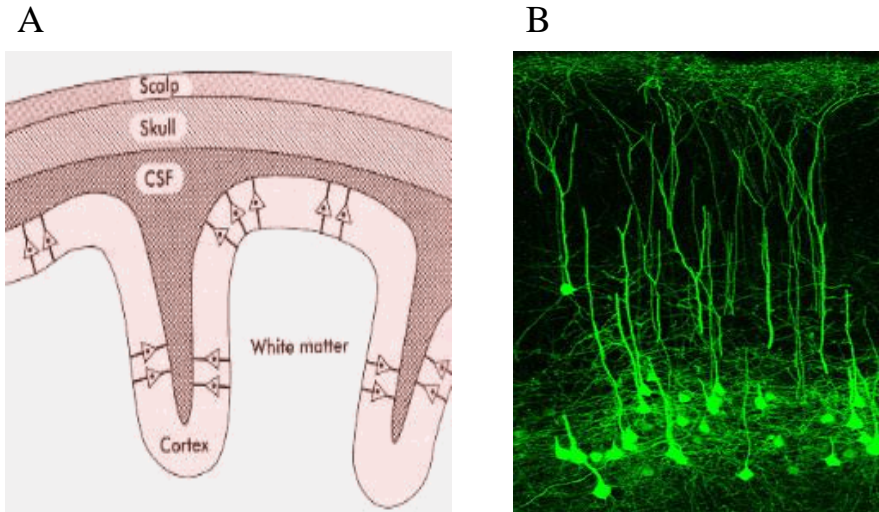 A
B
Scalp
Skull
CSF
White matter
Cortex